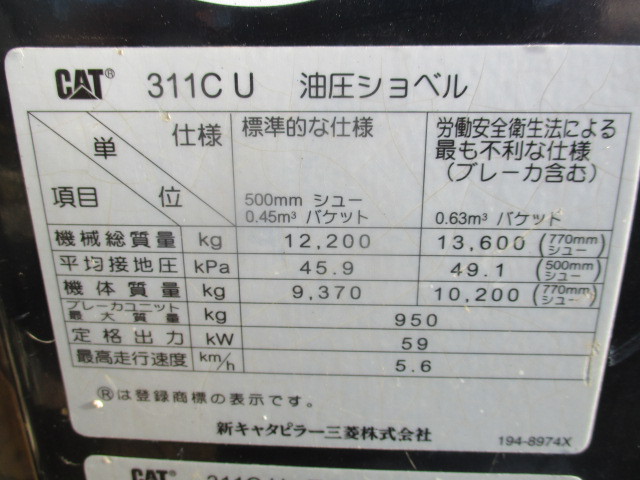 CAT® 311C U 油圧ショベル
単位 仕様 項目
標準的な仕様
500mm シュー
0.45m³ バケット
労働安全衛生法による
最も不利な仕様
(ブレーカ含む)
0.63m³ バケット
機械総質量 kg 12,200 13,600 (770mm シュー)
平均接地圧 kPa 45.9 49.1 (500mm シュー)
機体質量 kg 9,370 10,200 (770mm シュー)
ブレーカユニット最大質量 kg 950
定格出力 kW 59
最高走行速度 km/h 5.6
®は登録商標の表示です。
新キャタピラー三菱株式会社
194-8974X
CAT® 311C U